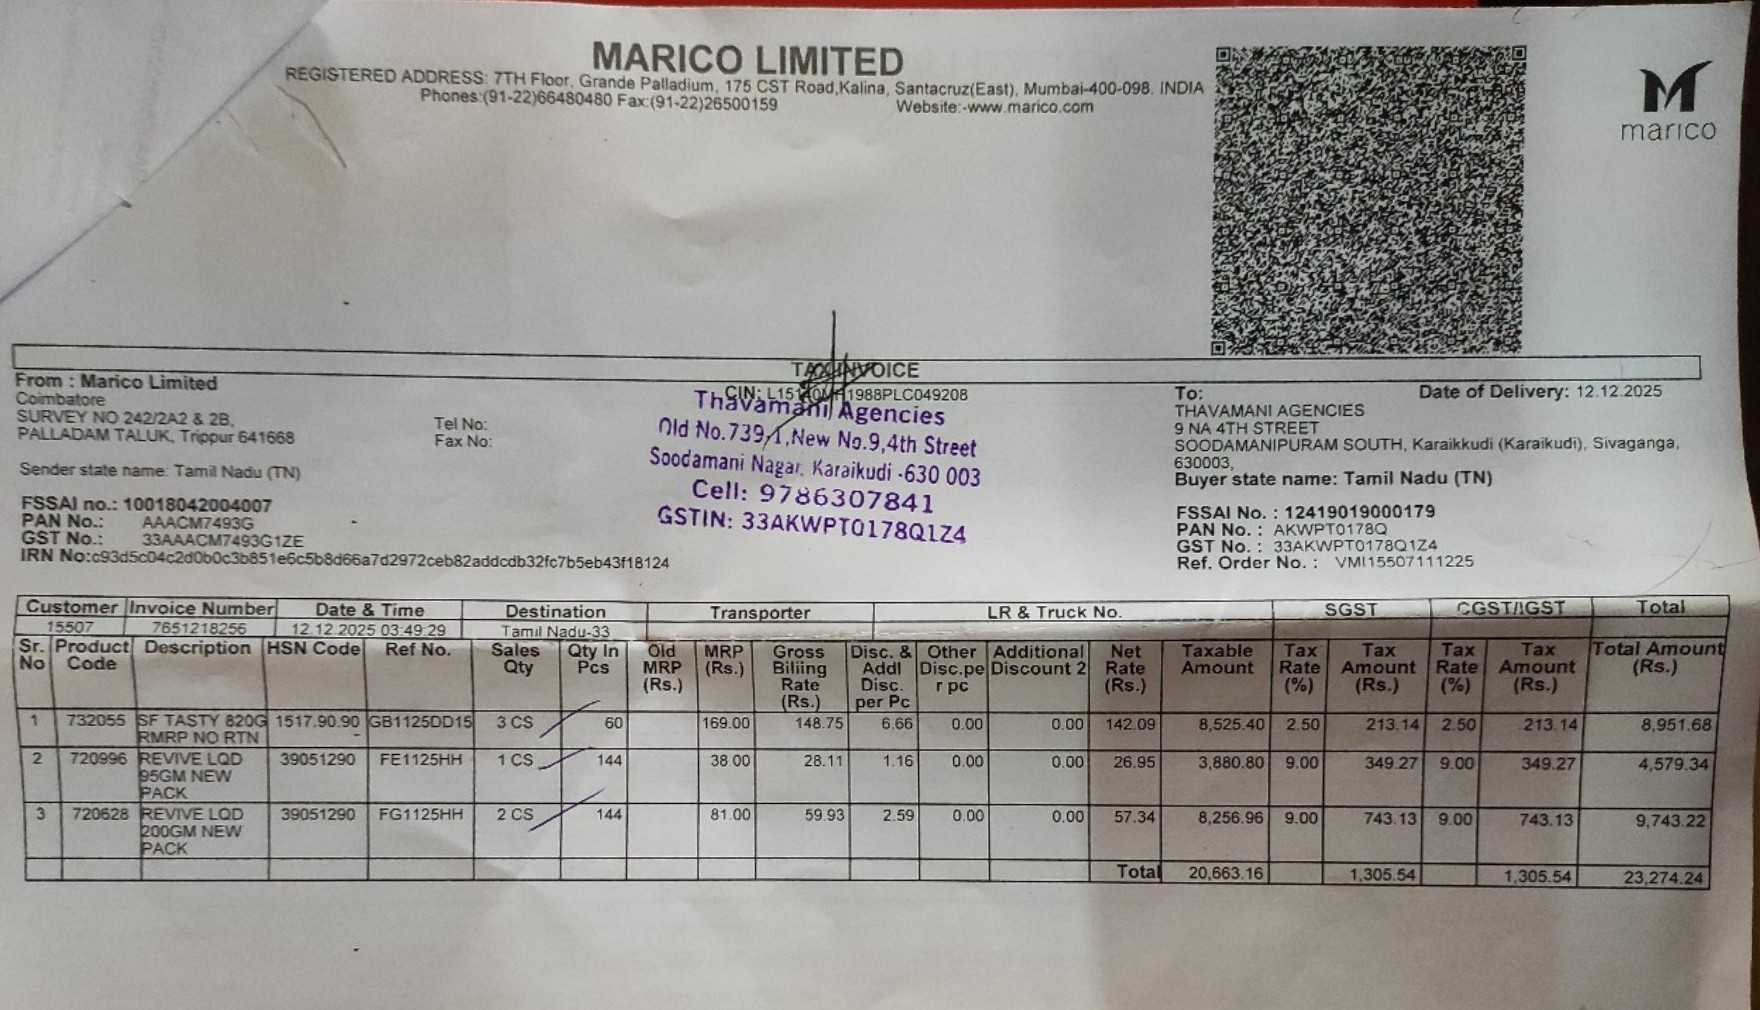 MARICO LIMITED
REGISTERED ADDRESS: 7TH Floor, Grande Palladium, 175 CST Road,Kalina, Santacruz(East), Mumbai-400-098. INDIA
Phones:(91-22)66480480 Fax:(91-22)26500159 Website:-www.marico.com
marico
TAX INVOICE
CIN: 1988PLC049208
From : Marico Limited
Coimbatore
SURVEY NO 242/2A2 & 2B,
PALLADAM TALUK, Trippur 641668
Tel No:
Fax No:
Sender state name: Tamil Nadu (TN)
FSSAI no.: 10018042004007
PAN No.: AAACM7493G
GST No.: 33AAACM7493G1ZE
IRN No:c93d5c04c2d0b0c3b851e6c5b8d66a7d2972ceb82addcdb32fc7b5eb43f18124
Thavamani Agencies
Old No.739/1,New No.9,4th Street
Soodamani Nagar, Karaikudi -630 003
Cell: 9786307841
GSTIN: 33AKWPT0178Q1Z4
To: Date of Delivery: 12.12.2025
THAVAMANI AGENCIES
9 NA 4TH STREET
SOODAMANIPURAM SOUTH, Karaikkudi (Karaikudi), Sivaganga,
630003,
Buyer state name: Tamil Nadu (TN)
FSSAI No. : 12419019000179
PAN No. : AKWPT0178Q
GST No. : 33AKWPT0178Q1Z4
Ref. Order No. : VMI15507111225
Customer Invoice Number Date & Time Destination Transporter LR & Truck No. SGST CGST/IGST Total
15507 7651218256 12.12.2025 03:49:29 Tamil Nadu-33
Sr. No Product Code Description HSN Code Ref No. Sales Qty Qty In Pcs Old MRP (Rs.) MRP (Rs.) Gross Biliing Rate (Rs.) Disc. & Addl Disc. per Pc Other Disc.pe r pc Additional Discount 2 Net Rate (Rs.) Taxable Amount Tax Rate (%) Tax Amount (Rs.) Tax Rate (%) Tax Amount (Rs.) Total Amount (Rs.)
1 732055 SF TASTY 820G 1517.90.90 GB1125DD15 3 CS 60 169.00 148.75 6.66 0.00 0.00 142.09 8,525.40 2.50 213.14 2.50 213.14 8,951.68
RMRP NO RTN
2 720996 REVIVE LQD 39051290 FE1125HH 1 CS 144 38.00 28.11 1.16 0.00 0.00 26.95 3,880.80 9.00 349.27 9.00 349.27 4,579.34
95GM NEW
PACK
3 720628 REVIVE LQD 39051290 FG1125HH 2 CS 144 81.00 59.93 2.59 0.00 0.00 57.34 8,256.96 9.00 743.13 9.00 743.13 9,743.22
200GM NEW
PACK
Total 20,663.16 1,305.54 1,305.54 23,274.24